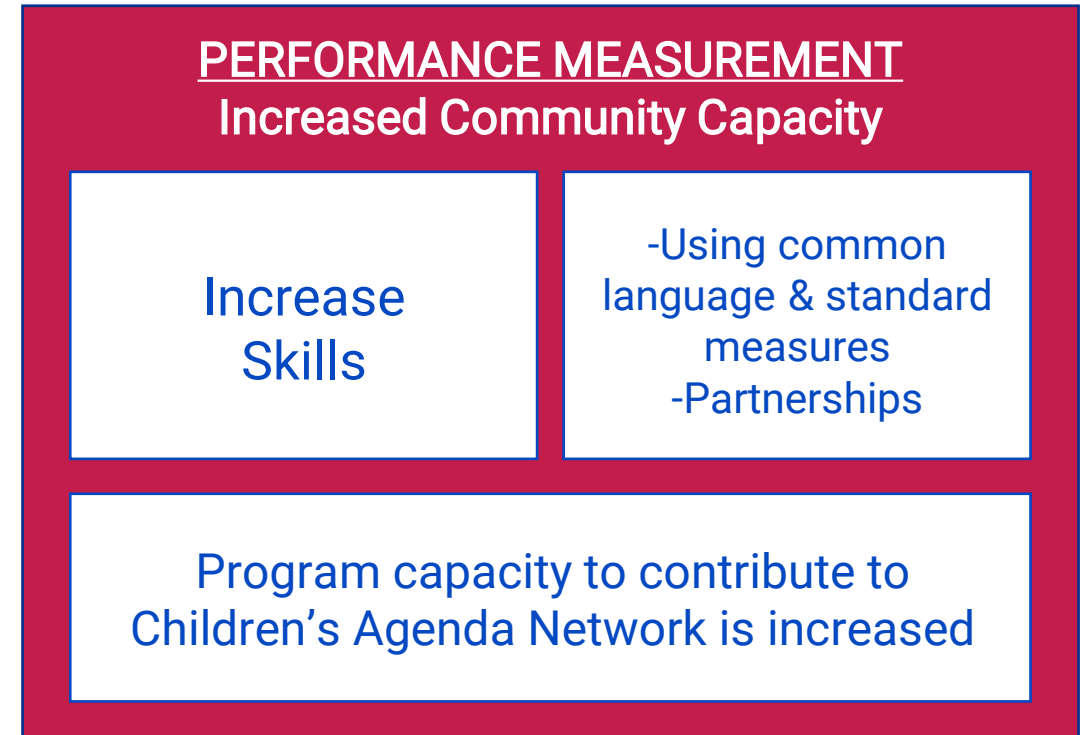 PERFORMANCE MEASUREMENT
Increased Community Capacity
Increase
Skills
-Using common
language & standard
measures
-Partnerships
Program capacity to contribute to
Children’s Agenda Network is increased